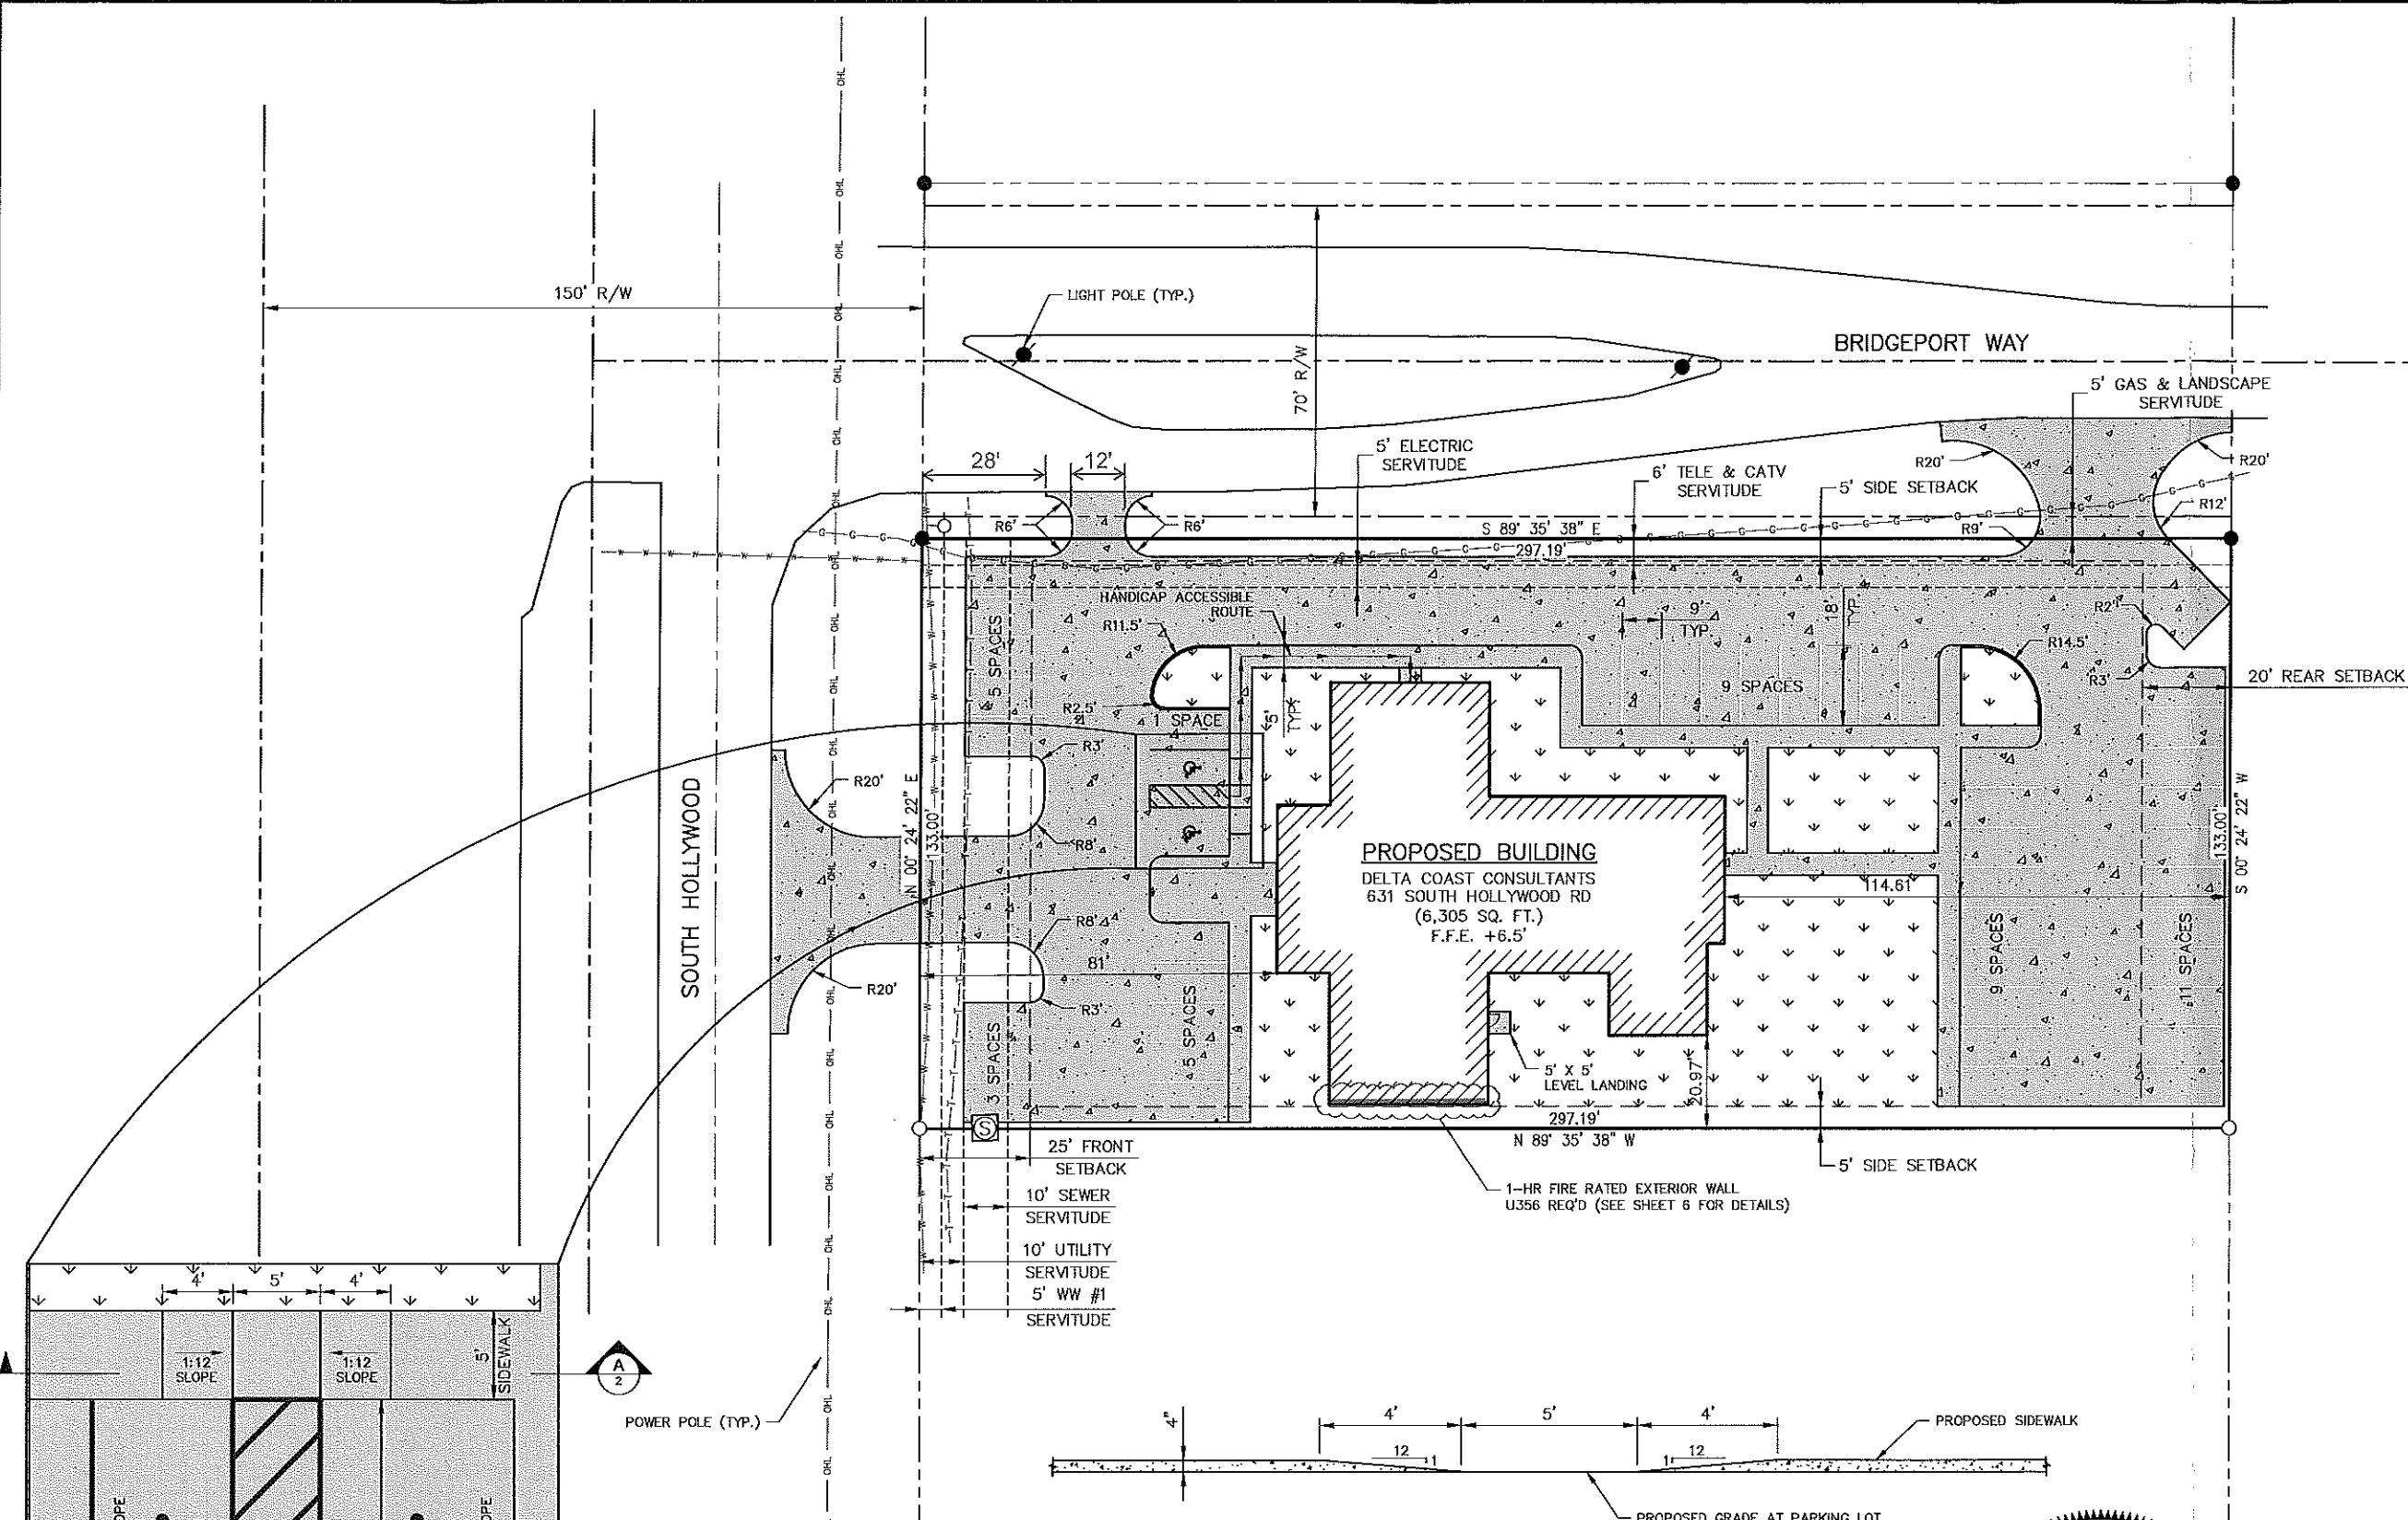 150' R/W
LIGHT POLE (TYP.)
BRIDGEPORT WAY
70' R/W
5' GAS & LANDSCAPE
SERVITUDE
28'
12'
5' ELECTRIC
SERVITUDE
6' TELE & CATV
SERVITUDE
5' SIDE SETBACK
R20'
R20'
R12'
R9'
R6'
R6'
S 89° 35' 38" E
297.19'
HANDICAP ACCESSIBLE
ROUTE
R11.5'
9'
TYP.
18'
TYP.
R2'
R14.5'
R3'
20' REAR SETBACK
5 SPACES
R2.5'
1 SPACE
5'
TYP.
9 SPACES
R3'
R20'
R8'
SOUTH HOLLYWOOD
N 00° 24' 22" E
133.00'
PROPOSED BUILDING
DELTA COAST CONSULTANTS
631 SOUTH HOLLYWOOD RD
(6,305 SQ. FT.)
F.F.E. +6.5'
114.61'
133.00'
S 00° 24' 22" W
R8'
81'
R20'
R3'
3 SPACES
5 SPACES
9 SPACES
11 SPACES
5' X 5'
LEVEL LANDING
20.97'
S
297.19'
N 89° 35' 38" W
25' FRONT
SETBACK
5' SIDE SETBACK
10' SEWER
SERVITUDE
1-HR FIRE RATED EXTERIOR WALL
U356 REQ'D (SEE SHEET 6 FOR DETAILS)
10' UTILITY
SERVITUDE
5' WW #1
SERVITUDE
4'
5'
4'
1:12
SLOPE
1:12
SLOPE
5'
SIDEWALK
A
2
POWER POLE (TYP.)
OHL
4"
4'
5'
4'
12
1
12
1
PROPOSED SIDEWALK
PROPOSED GRADE AT PARKING LOT